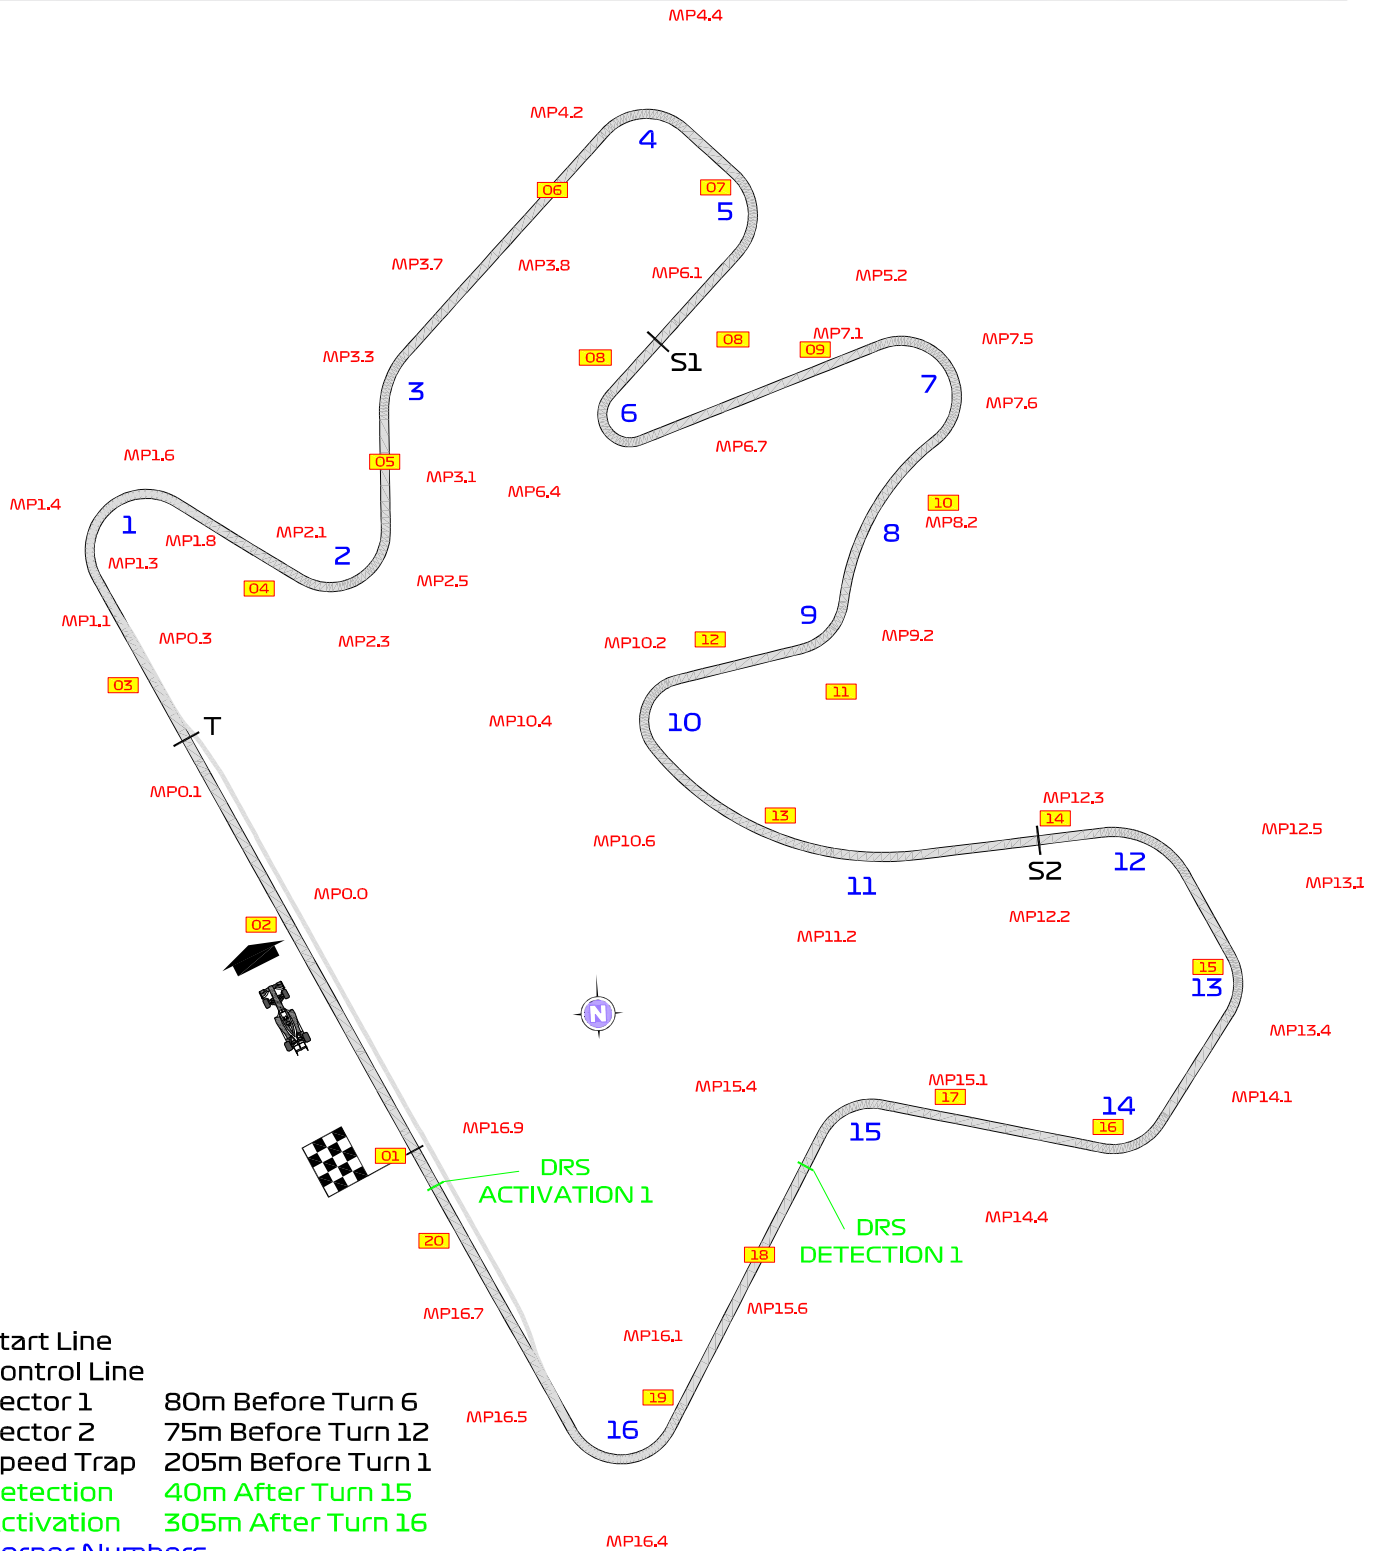 MP4.4
MP4.2
4
06
07
5
MP3.7
MP3.8
MP6.1
MP5.2
08
08
MP7.1
09
MP7.5
S1
MP3.3
3
7
MP7.6
6
MP6.7
MP1.6
05
MP3.1
MP6.4
MP1.4
1
MP2.1
10
MP8.2
8
MP1.8
2
MP1.3
04
MP2.5
MP1.1
MP0.3
MP2.3
9
MP10.2
12
MP9.2
03
11
T
MP10.4
10
MP0.1
MP12.3
13
14
MP10.6
MP12.5
12
S2
11
MP13.1
MP0.0
02
MP11.2
MP12.2
15
13
N
MP13.4
MP15.4
MP15.1
17
MP14.1
14
16
MP16.9
15
01
DRS
ACTIVATION 1
MP14.4
DRS
DETECTION 1
20
18
MP16.7
MP15.6
MP16.1
19
MP16.5
16
tart Line
ontrol Line
ector 1 80m Before Turn 6
ector 2 75m Before Turn 12
peed Trap 205m Before Turn 1
etection 40m After Turn 15
ctivation 305m After Turn 16
MP16.4
orner Numbers